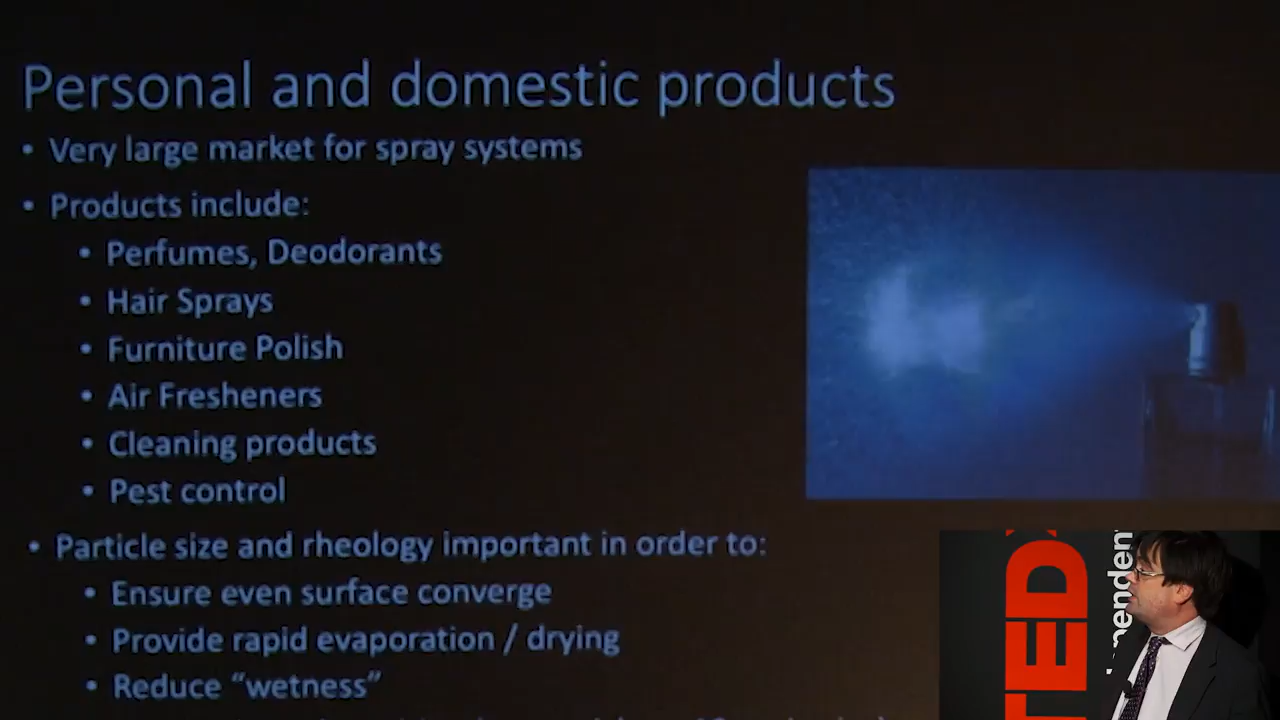 Personal and domestic products
• Very large market for spray systems
• Products include:
• Perfumes, Deodorants
• Hair Sprays
• Furniture Polish
• Air Fresheners
• Cleaning products
• Pest control
• Particle size and rheology important in order to:
• Ensure even surface converge
• Provide rapid evaporation / drying
• Reduce “wetness”
TED